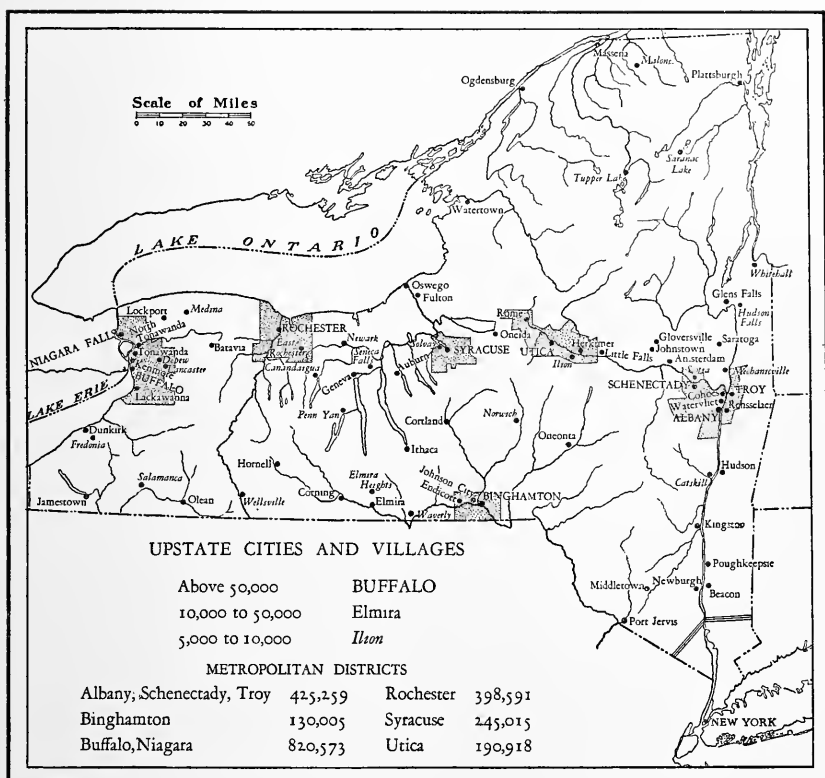 Scale of Miles
0 10 20 30 40 50
Massena
Malone
Ogdensburg
Plattsburgh
Saranac
Lake
Tupper Lake
Watertown
LAKE ONTARIO
Whitehall
Oswego
Fulton
Glens Falls
Hudson
Falls
Lockport
Medina
NIAGARA FALLS
North
Tonawanda
ROCHESTER
East
Rochester
Newark
Rome
Oneida
Gloversville
Johnstown
Saratoga
Tonawanda
Batavia
Seneca
Falls
Solvay
SYRACUSE
UTICA
Herkimer
Ilion
Little Falls
Amsterdam
Mechanicville
Depew
Kenmore
Lancaster
BUFFALO
Canandaigua
Geneva
Auburn
SCHENECTADY
Scotia
Cohoes
TROY
Watervliet
Rensselaer
ALBANY
LAKE ERIE
Lackawanna
Penn Yan
Cortland
Norwich
Dunkirk
Fredonia
Ithaca
Oneonta
Hornell
Elmira
Heights
Johnson City
Endicott
BINGHAMTON
Hudson
Catskill
Salamanca
Jamestown
Olean
Wellsville
Corning
Elmira
Waverly
Kingston
UPSTATE CITIES AND VILLAGES
Above 50,000 BUFFALO
10,000 to 50,000 Elmira
5,000 to 10,000 Ilion
Poughkeepsie
Middletown
Newburgh
Beacon
Port Jervis
METROPOLITAN DISTRICTS
Albany, Schenectady, Troy 425,259 Rochester 398,591
Binghamton 130,005 Syracuse 245,015
Buffalo, Niagara 820,573 Utica 190,918
NEW YORK